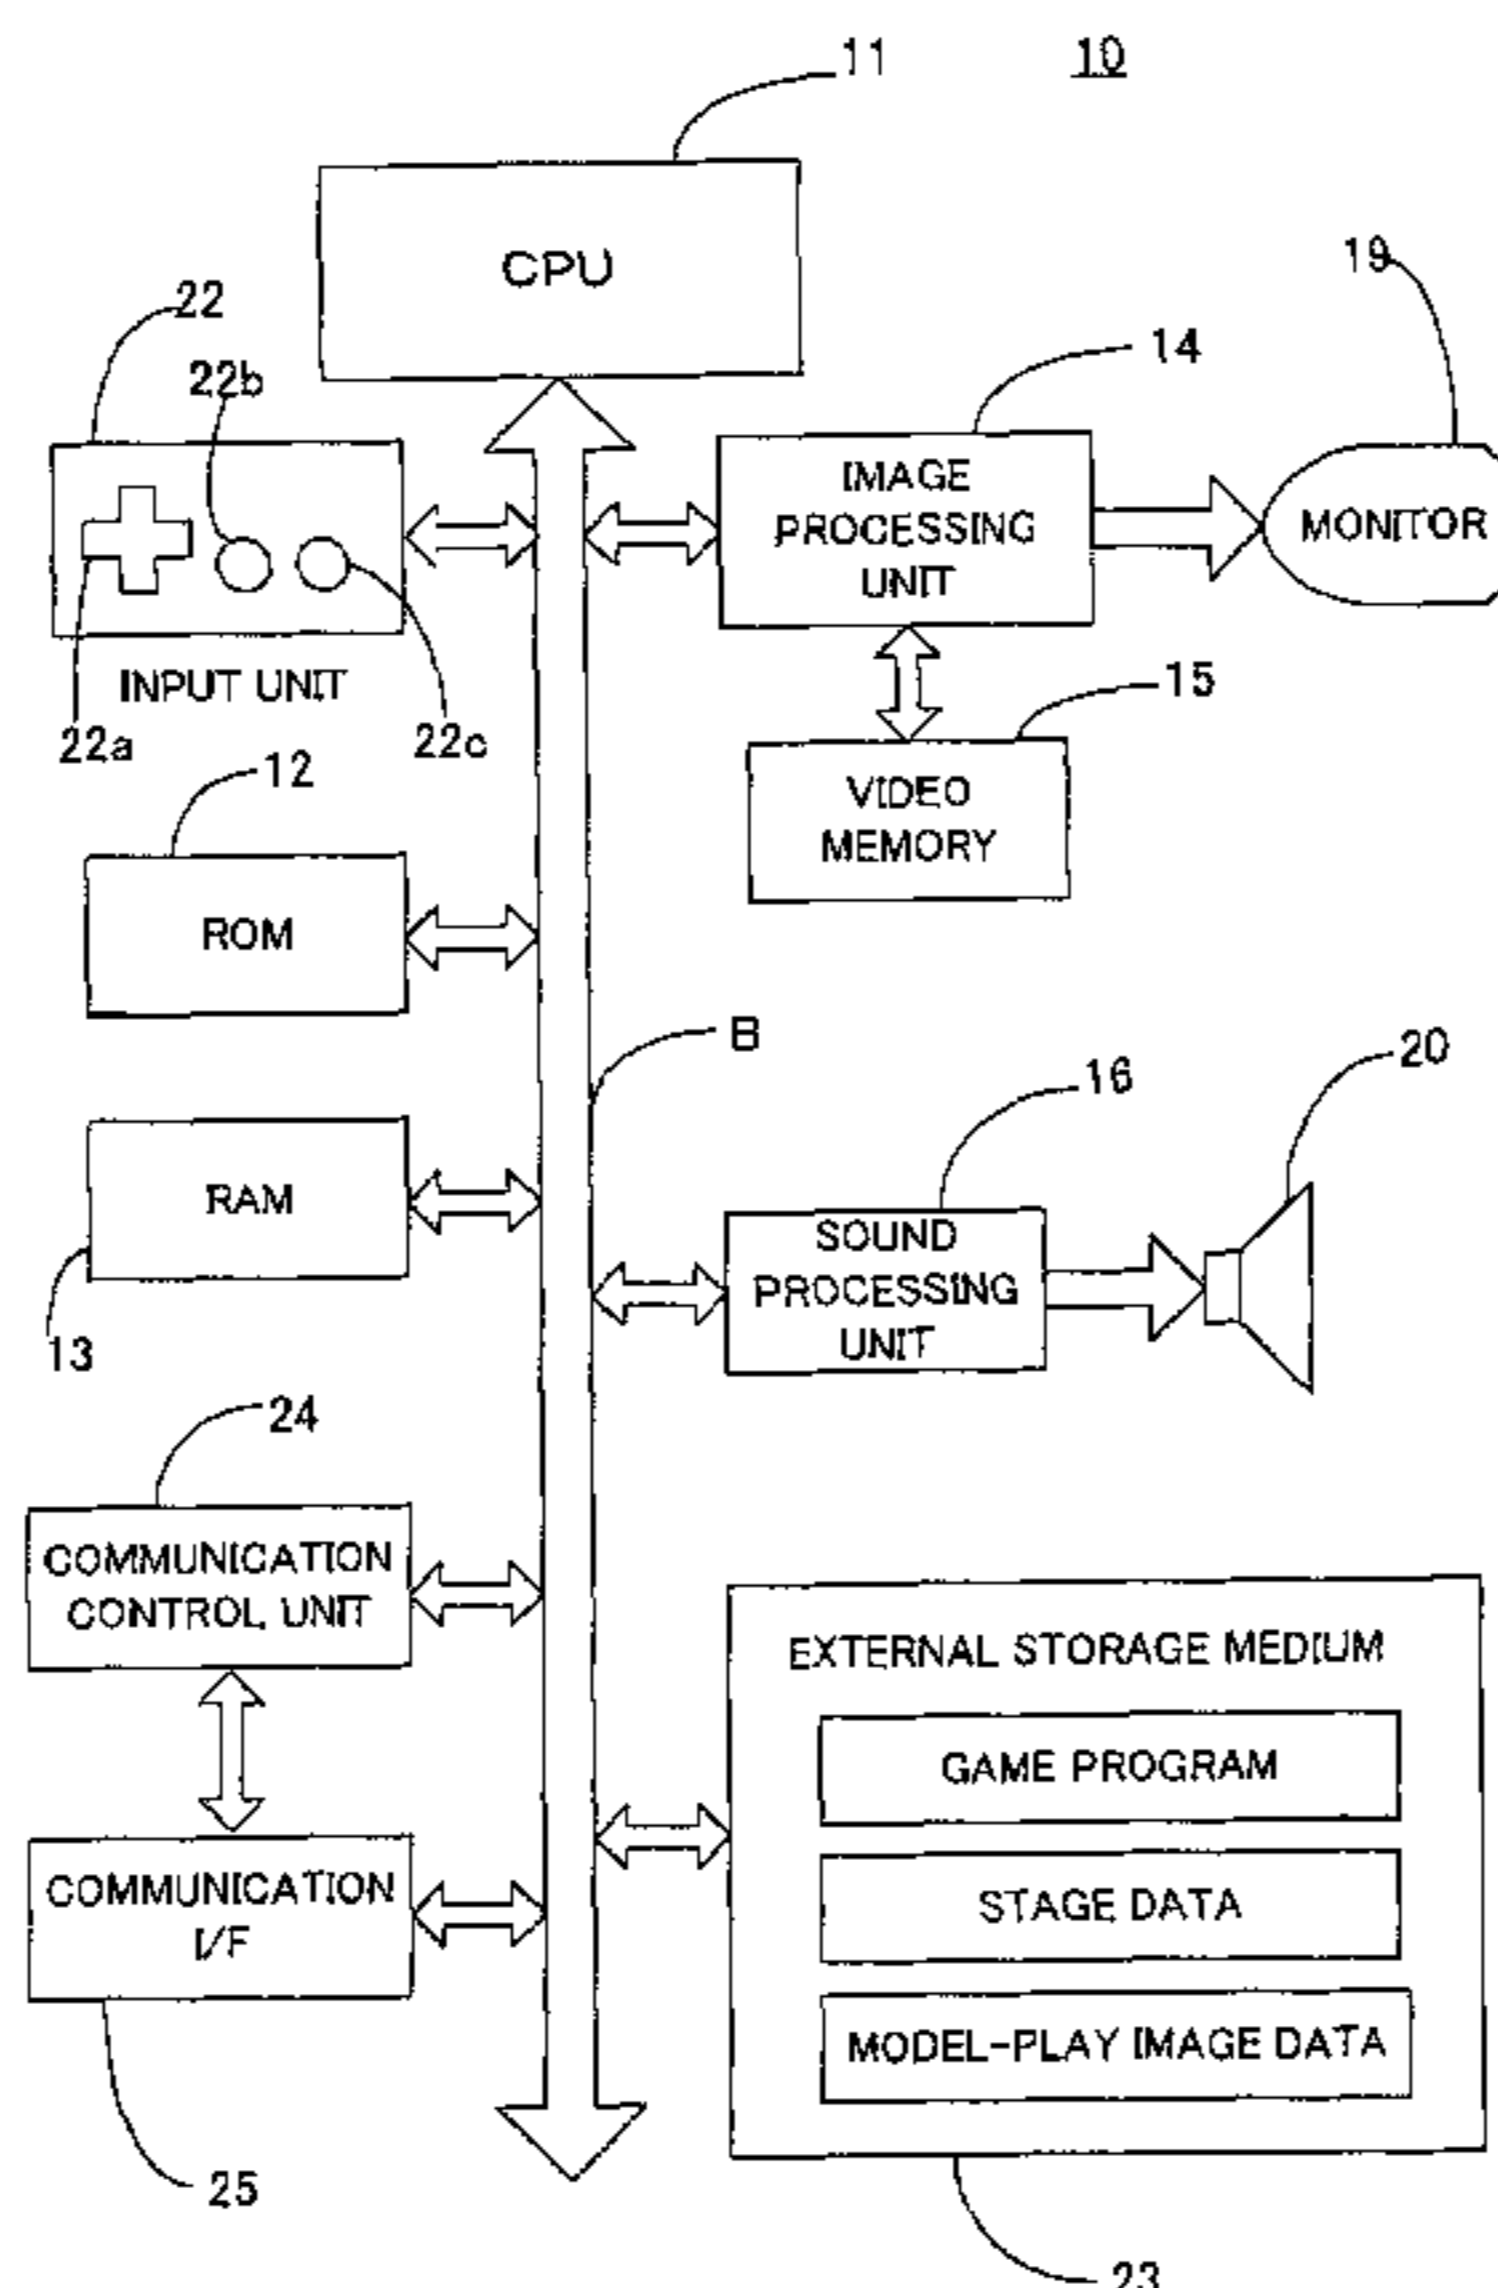 11
10
CPU
19
22
22b
14
IMAGE
PROCESSING
UNIT
MONITOR
INPUT UNIT
22a
22c
15
12
VIDEO
MEMORY
ROM
B
16
20
RAM
SOUND
PROCESSING
UNIT
13
24
COMMUNICATION
CONTROL UNIT
EXTERNAL STORAGE MEDIUM
GAME PROGRAM
COMMUNICATION
I/F
STAGE DATA
MODEL-PLAY IMAGE DATA
25
23